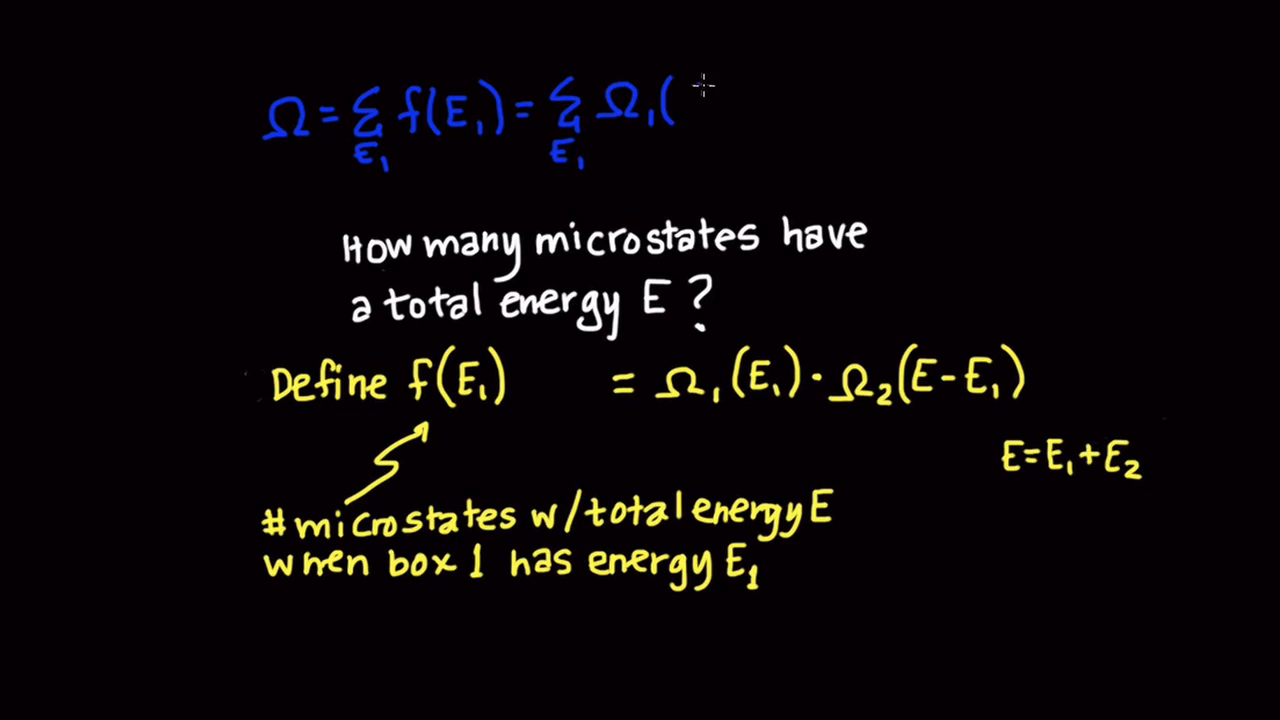 Ω = Σ f(E₁) = Σ Ω₁(
E₁ E₁
How many microstates have
a total energy E?
Define f(E₁) = Ω₁(E₁)·Ω₂(E-E₁)
E=E₁+E₂
# microstates w/total energy E
when box 1 has energy E₁